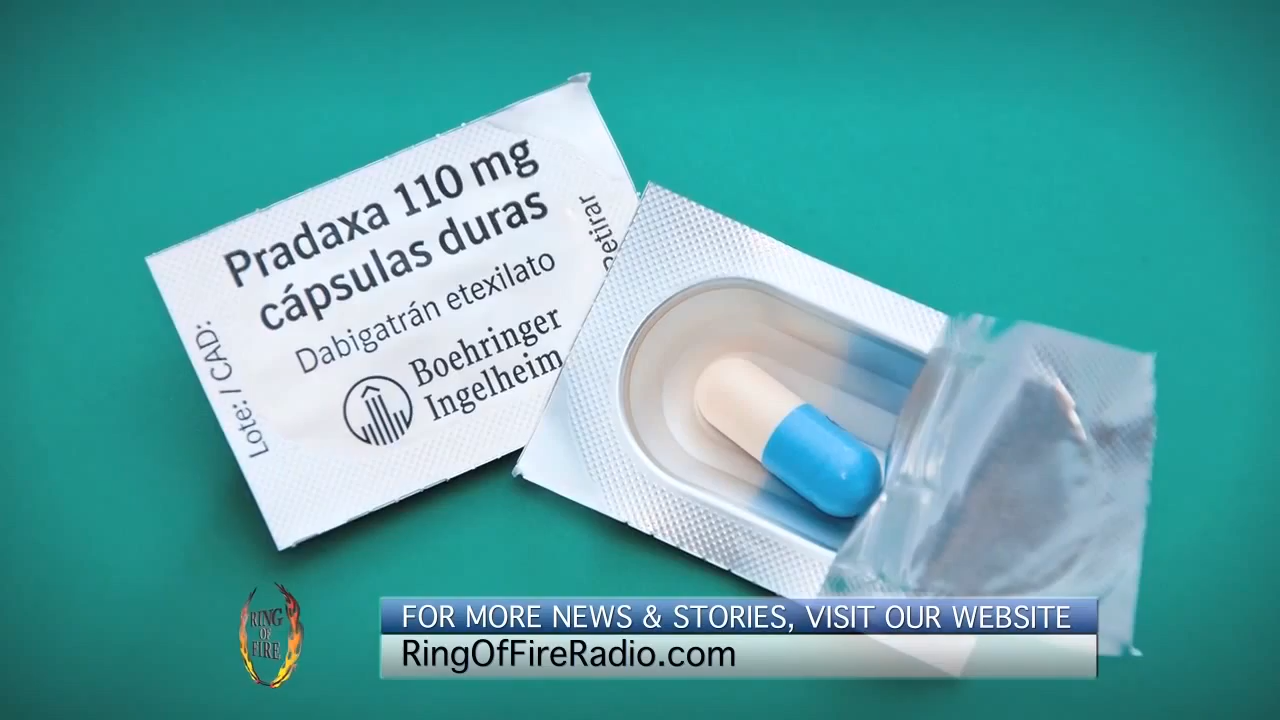 Pradaxa 110 mg
cápsulas duras
Dabigatrán etexilato
Boehringer
Ingelheim
Lote: / CAD:
RING
OF
FIRE
FOR MORE NEWS & STORIES, VISIT OUR WEBSITE
RingOfFireRadio.com